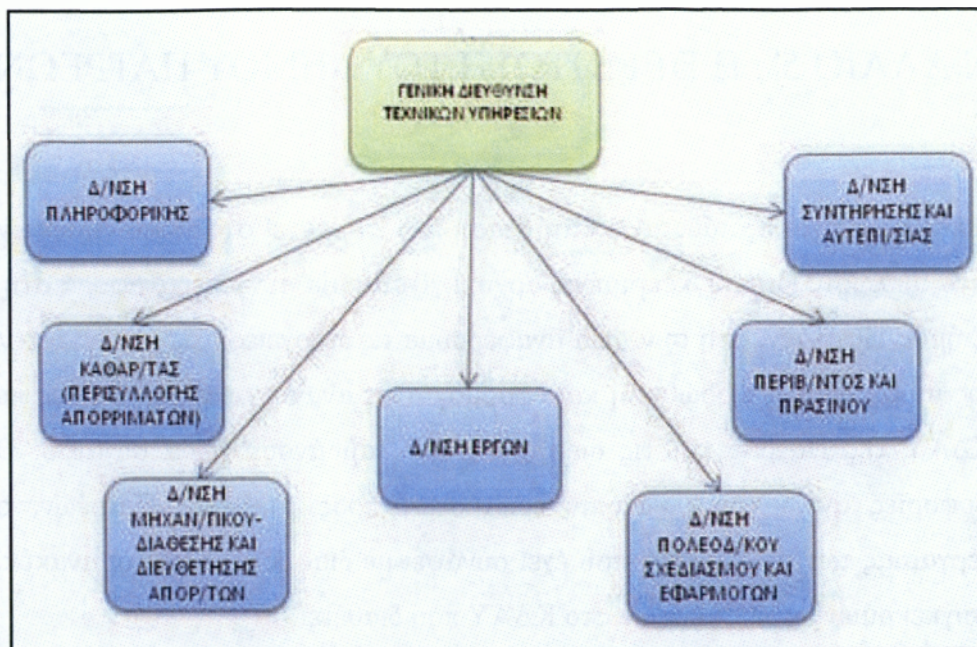 ΓΕΝΙΚΗ ΔΙΕΥΘΥΝΣΗ
ΤΕΧΝΙΚΩΝ ΥΠΗΡΕΣΙΩΝ
Δ/ΝΣΗ
ΠΛΗΡΟΦΟΡΙΚΗΣ
Δ/ΝΣΗ
ΣΥΝΤΗΡΗΣΗΣ ΚΑΙ
ΑΥΤΕΠ/ΣΙΑΣ
Δ/ΝΣΗ
ΚΑΘΑΡ/ΤΑΣ
(ΠΕΡΙΣΥΛΛΟΓΗΣ
ΑΠΟΡΡΙΜΑΤΩΝ)
Δ/ΝΣΗ
ΠΕΡΙΒ/ΝΤΟΣ ΚΑΙ
ΠΡΑΣΙΝΟΥ
Δ/ΝΣΗ ΕΡΓΩΝ
Δ/ΝΣΗ
ΜΗΧΑΝ/ΓΙΚΟΥ-
ΔΙΑΘΕΣΗΣ ΚΑΙ
ΔΙΕΥΘΕΤΗΣΗΣ
ΑΠΟΡ/ΤΩΝ
Δ/ΝΣΗ
ΠΟΛΕΟΔ/ΚΟΥ
ΣΧΕΔΙΑΣΜΟΥ ΚΑΙ
ΕΦΑΡΜΟΓΩΝ